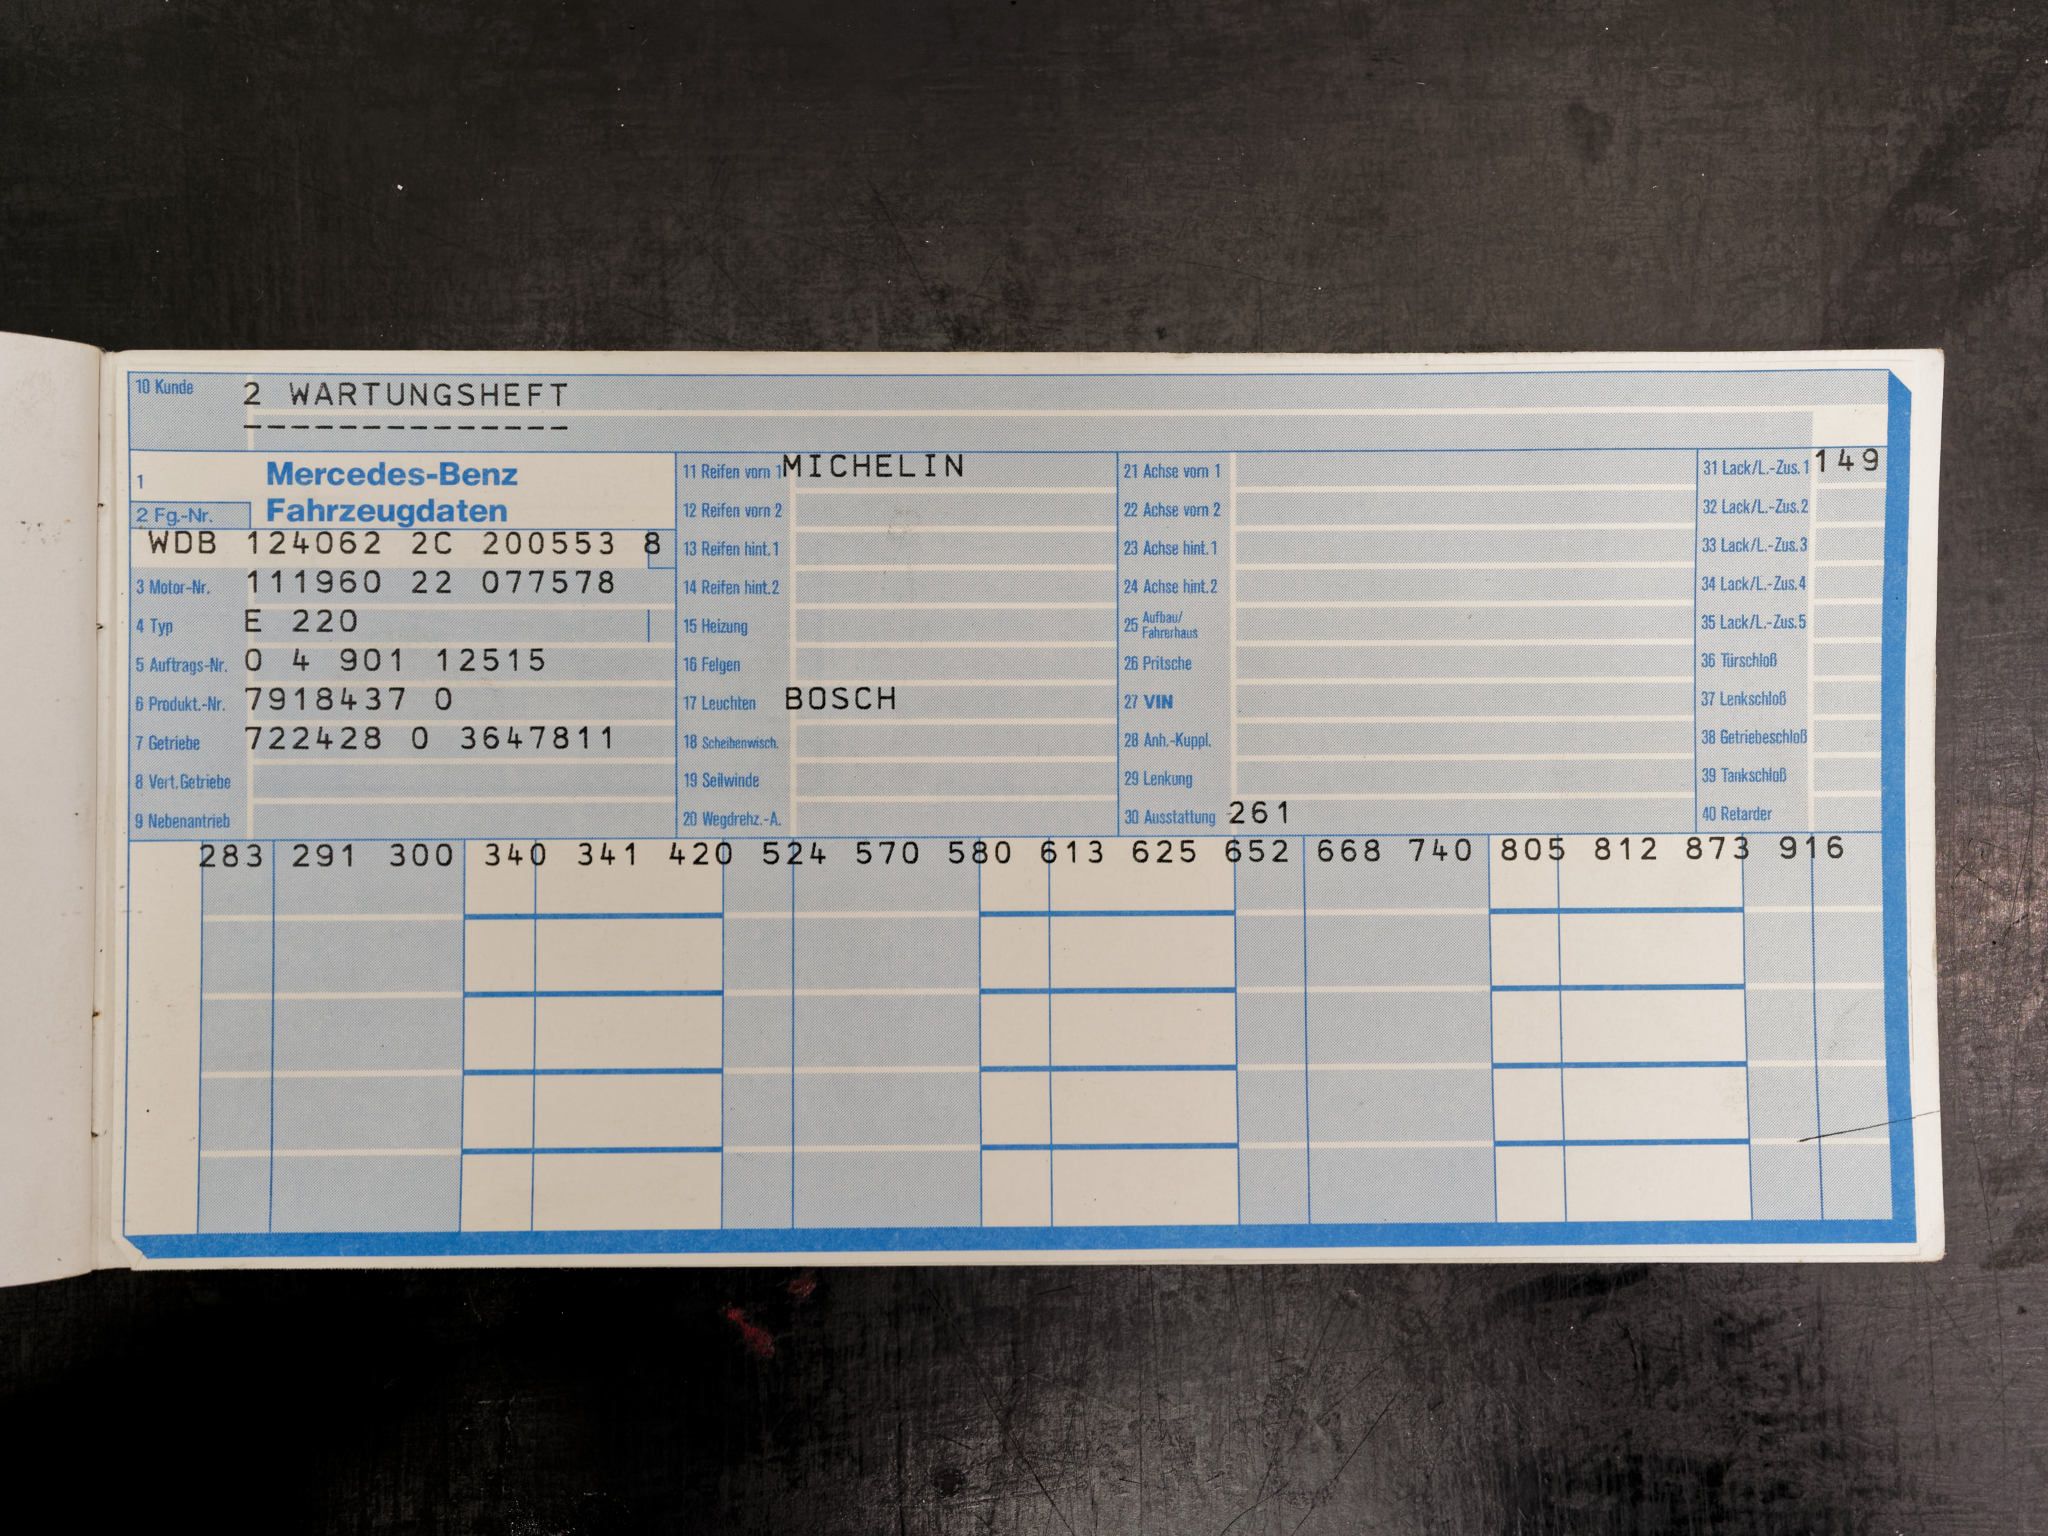 10 Kunde 2 WARTUNGSHEFT
--------------
1 Mercedes-Benz
2 Fg.-Nr. Fahrzeugdaten
WDB 124062 2C 200553 8
3 Motor-Nr. 111960 22 077578
4 Typ E 220
5 Auftrags-Nr. 0 4 901 12515
6 Produkt.-Nr. 7918437 0
7 Getriebe 722428 0 3647811
8 Vert.Getriebe
9 Nebenantrieb
11 Reifen vorn 1 MICHELIN
12 Reifen vorn 2
13 Reifen hint.1
14 Reifen hint.2
15 Heizung
16 Felgen
17 Leuchten BOSCH
18 Scheibenwisch.
19 Seilwinde
20 Wegdrehz.-A.
21 Achse vorn 1
22 Achse vorn 2
23 Achse hint.1
24 Achse hint.2
25 Aufbau/
Fahrerhaus
26 Pritsche
27 VIN
28 Anh.-Kuppl.
29 Lenkung
30 Ausstattung 261
31 Lack/L.-Zus.1 149
32 Lack/L.-Zus.2
33 Lack/L.-Zus.3
34 Lack/L.-Zus.4
35 Lack/L.-Zus.5
36 Türschloß
37 Lenkschloß
38 Getriebeschloß
39 Tankschloß
40 Retarder
283 291 300 340 341 420 524 570 580 613 625 652 668 740 805 812 873 916